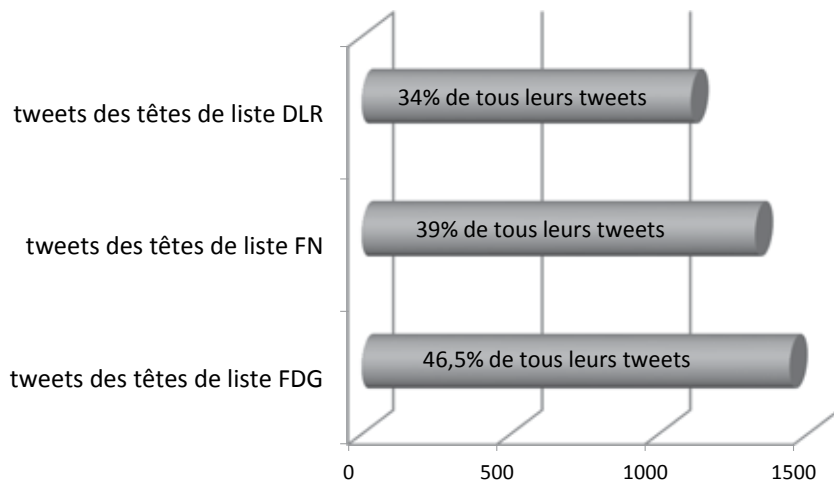 tweets des têtes de liste DLR
34% de tous leurs tweets
tweets des têtes de liste FN
39% de tous leurs tweets
tweets des têtes de liste FDG
46,5% de tous leurs tweets
0 500 1000 1500